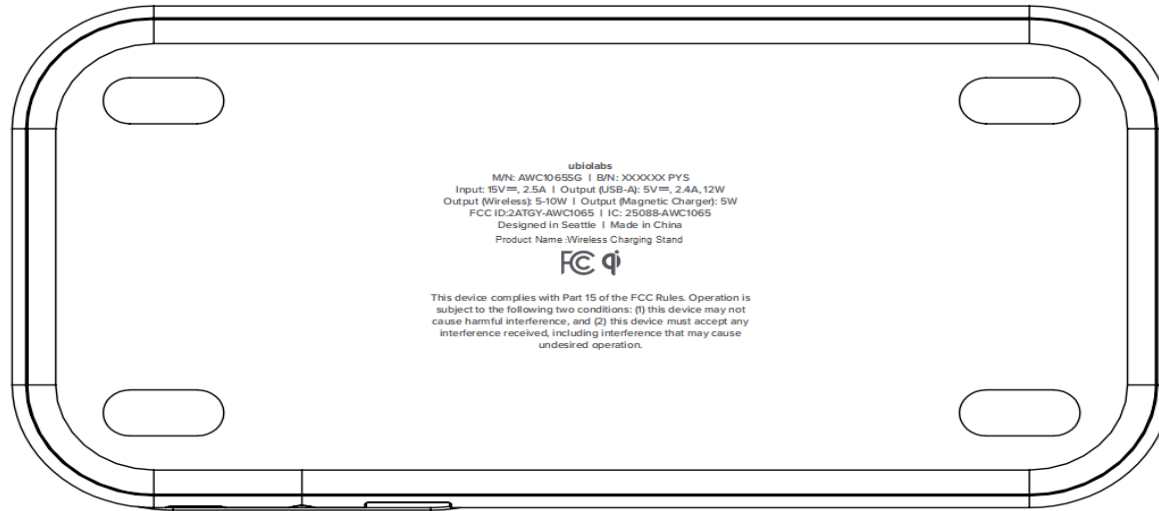 ubiolabs
M/N: AWC1065SG | B/N: XXXXXX PYS
Input: 15V⎓, 2.5A | Output (USB-A): 5V⎓, 2.4A, 12W
Output (Wireless): 5-10W | Output (Magnetic Charger): 5W
FCC ID:2ATGY-AWC1065 | IC: 25088-AWC1065
Designed in Seattle | Made in China
Product Name :Wireless Charging Stand
FC qi
This device complies with Part 15 of the FCC Rules. Operation is
subject to the following two conditions: (1) this device may not
cause harmful interference, and (2) this device must accept any
interference received, including interference that may cause
undesired operation.